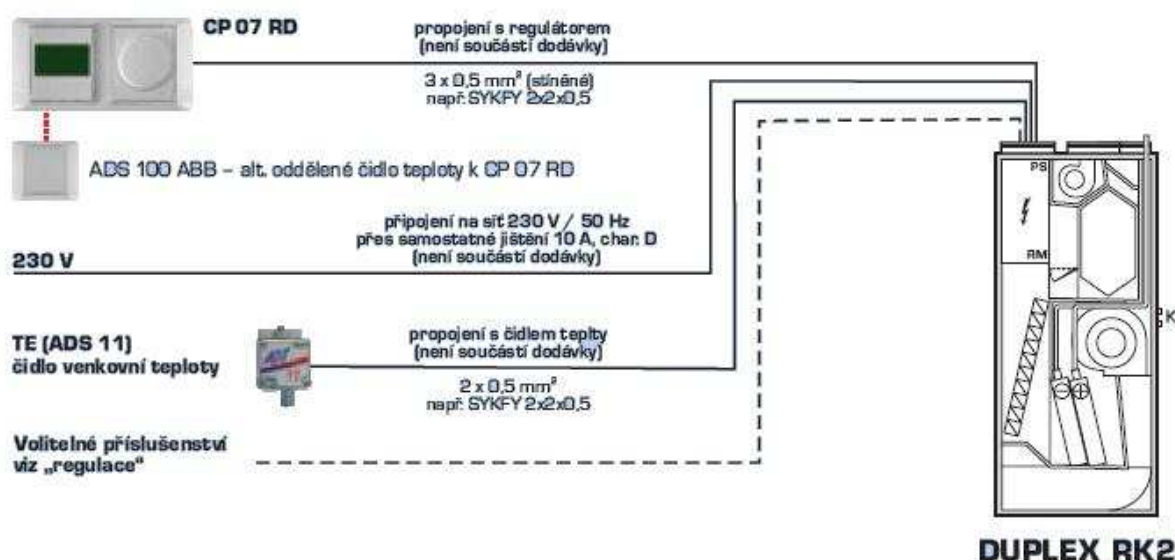 CP 07 RD
propojení s regulátorem
(není součástí dodávky)
3 x 0,5 mm² (stíněné)
např. SYKFY 2x2x0,5
ADS 100 ABB – alt. oddělené čidlo teploty k CP 07 RD
připojení na síť 230 V / 50 Hz
přes samostatné jištění 10 A, char. D
(není součástí dodávky)
230 V
TE (ADS 11)
čidlo venkovní teploty
propojení s čidlem teplty
(není součástí dodávky)
2 x 0,5 mm²
např. SYKFY 2x2x0,5
Volitelné příslušenství
viz „regulace“
PS
RM
K
DUPLEX RK2